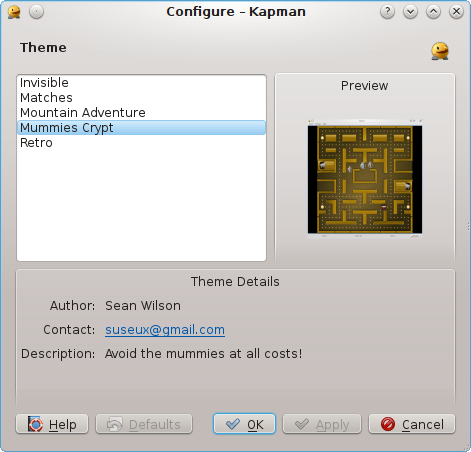 Configure – Kapman
Theme
Invisible
Matches
Mountain Adventure
Mummies Crypt
Retro
Preview
Theme Details
Author: Sean Wilson
Contact: suseux@gmail.com
Description: Avoid the mummies at all costs!
Help Defaults OK Apply Cancel